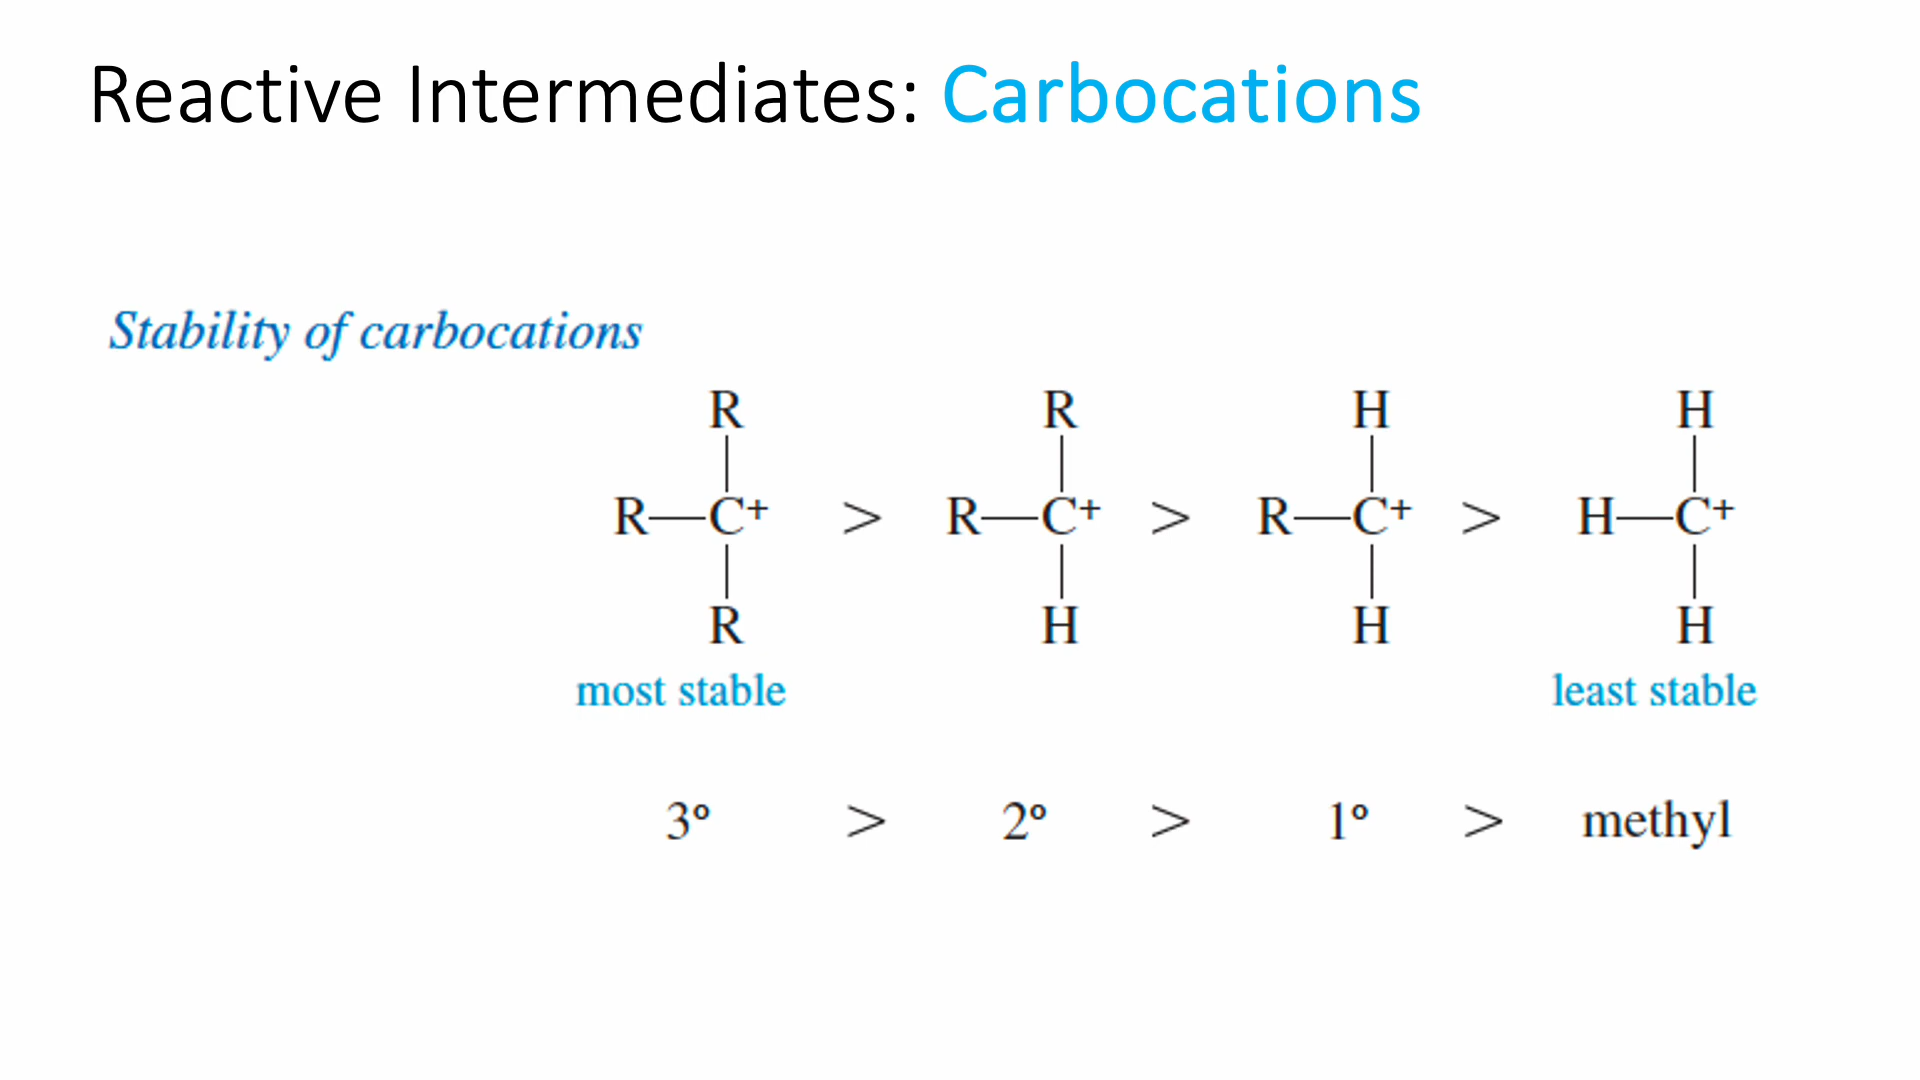 Reactive Intermediates: Carbocations
Stability of carbocations
R R H H
R—C+ > R—C+ > R—C+ > H—C+
R H H H
most stable least stable
3° > 2° > 1° > methyl